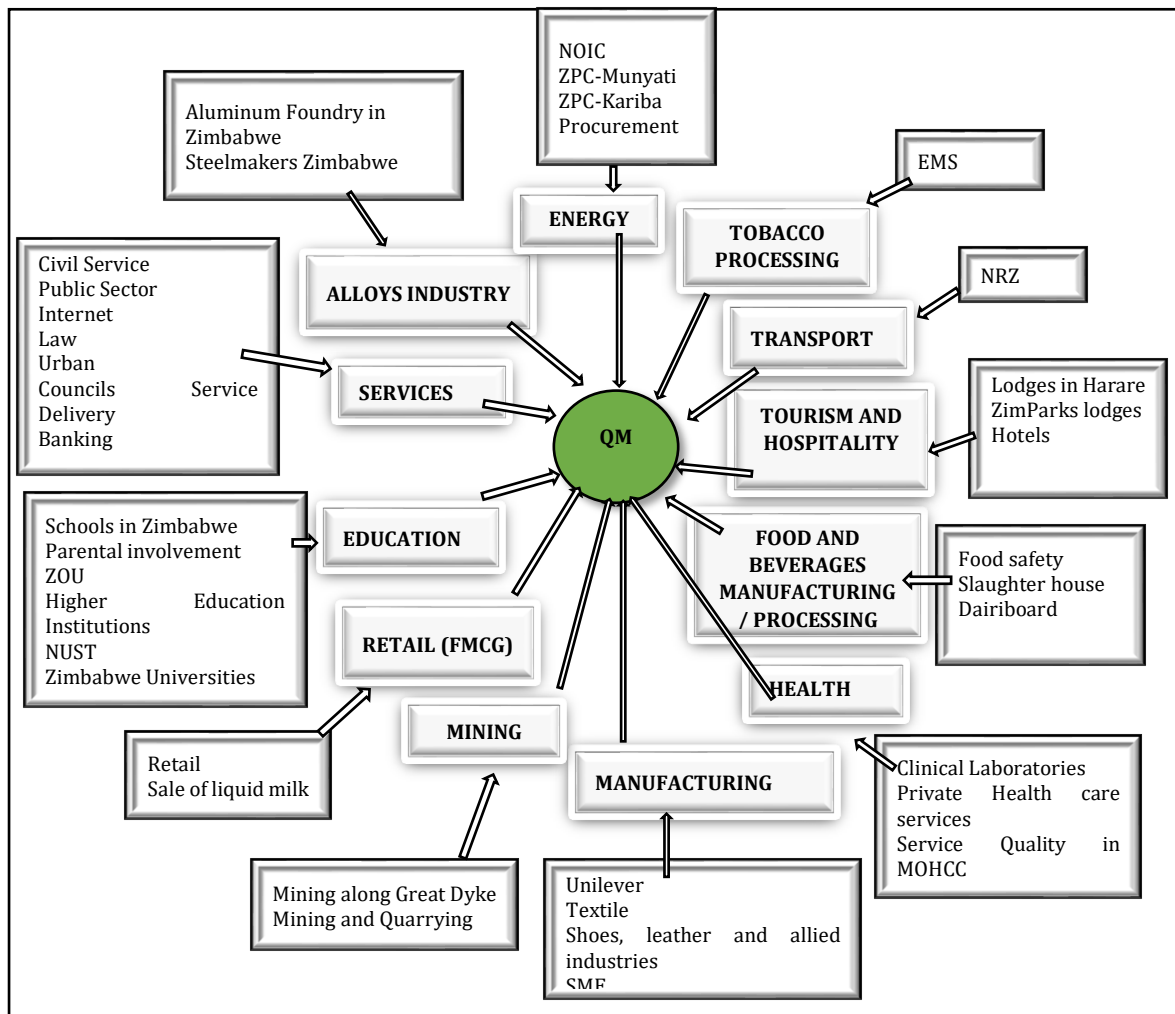 NOIC
ZPC-Munyati
ZPC-Kariba
Procurement
Aluminum Foundry in
Zimbabwe
Steelmakers Zimbabwe
EMS
ENERGY
TOBACCO
PROCESSING
ALLOYS INDUSTRY
NRZ
TRANSPORT
Civil Service
Public Sector
Internet
Law
Urban
Councils Service
Delivery
Banking
SERVICES
Lodges in Harare
ZimParks lodges
Hotels
TOURISM AND
HOSPITALITY
QM
Schools in Zimbabwe
Parental involvement
ZOU
Higher Education
Institutions
NUST
Zimbabwe Universities
EDUCATION
FOOD AND
BEVERAGES
MANUFACTURING
/ PROCESSING
Food safety
Slaughter house
Dairiboard
RETAIL (FMCG)
HEALTH
MINING
Retail
Sale of liquid milk
MANUFACTURING
Clinical Laboratories
Private Health care
services
Service Quality in
MOHCC
Mining along Great Dyke
Mining and Quarrying
Unilever
Textile
Shoes, leather and allied
industries
SME